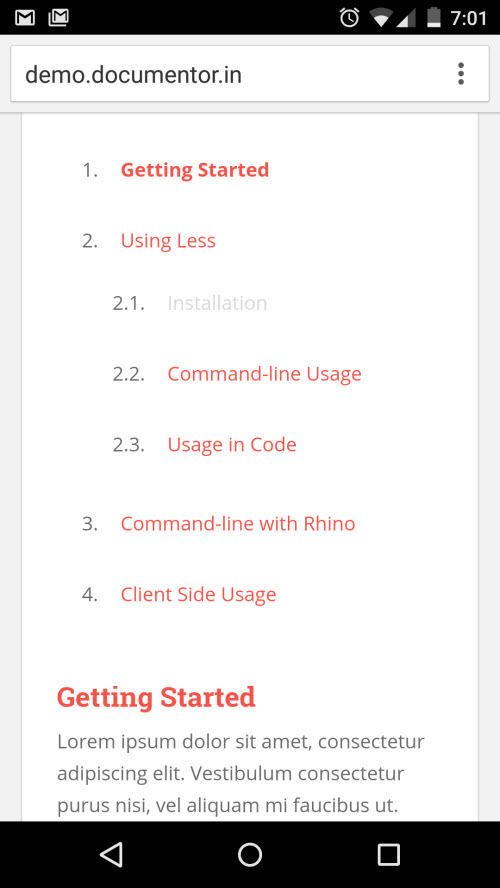 7:01
demo.documentor.in
1. Getting Started
2. Using Less
2.1. Installation
2.2. Command-line Usage
2.3. Usage in Code
3. Command-line with Rhino
4. Client Side Usage
Getting Started
Lorem ipsum dolor sit amet, consectetur
adipiscing elit. Vestibulum consectetur
purus nisi, vel aliquam mi faucibus ut.